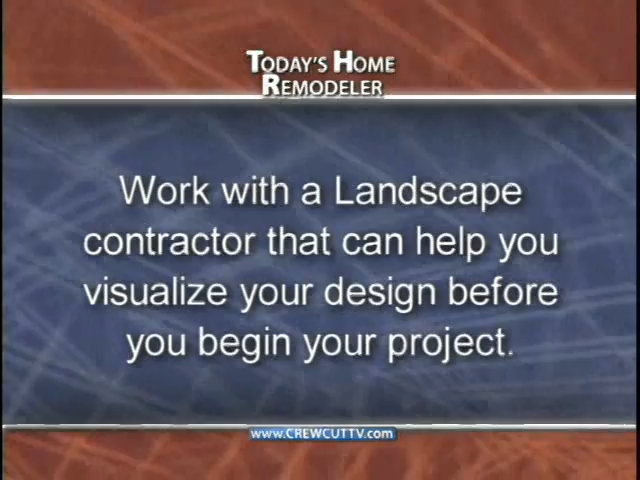 TODAY'S HOME
REMODELER
Work with a Landscape
contractor that can help you
visualize your design before
you begin your project.
www.CREWCUTTV.com